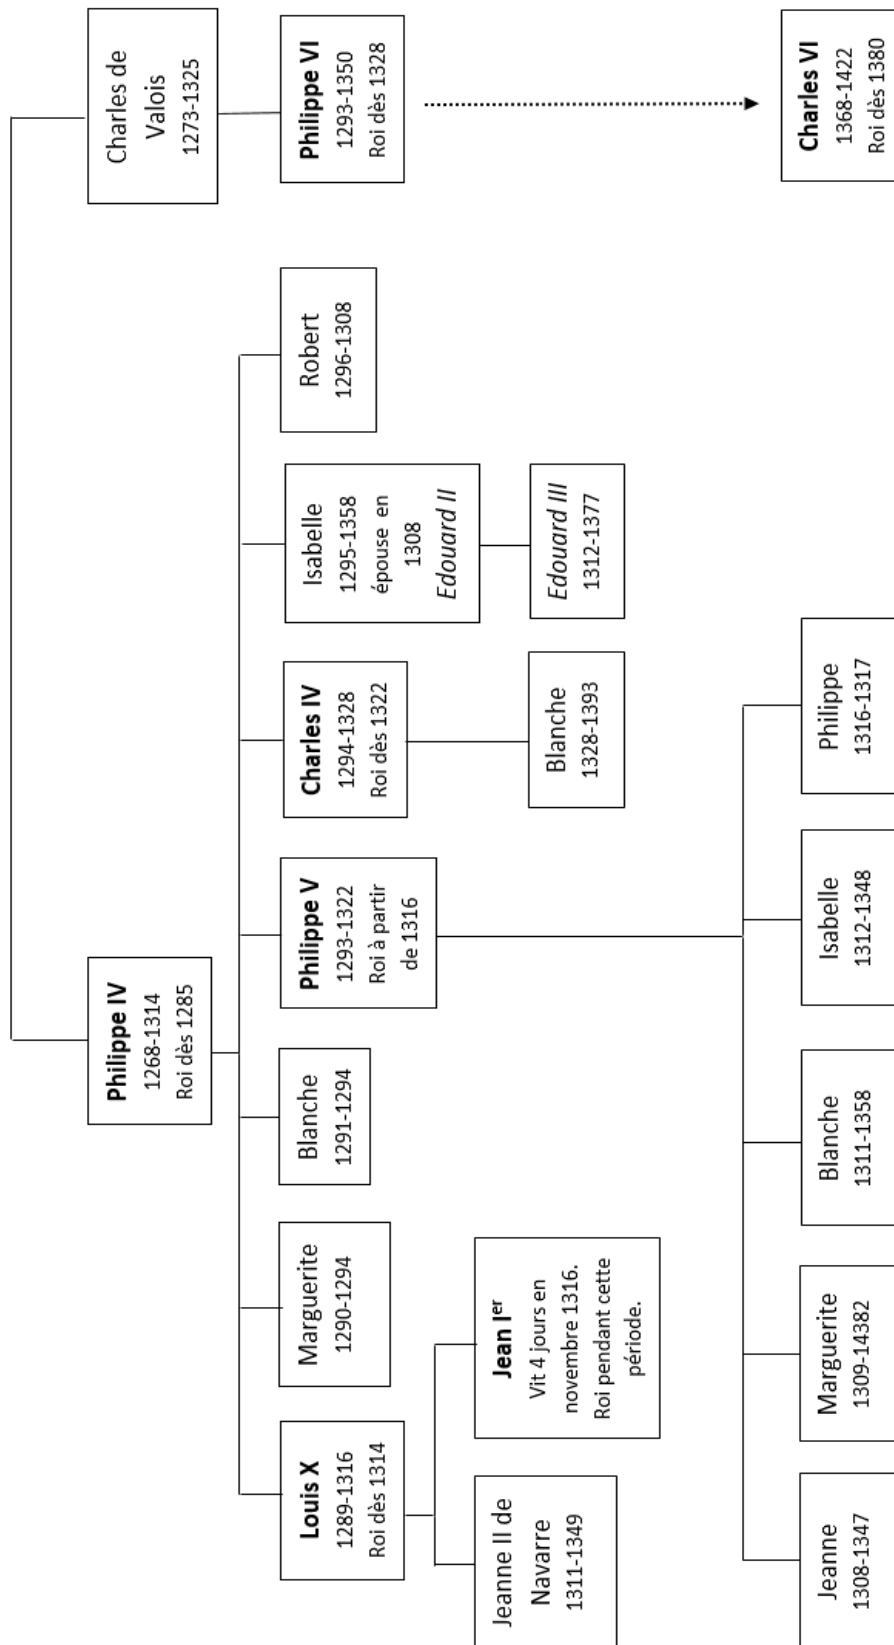 Philippe IV
1268-1314
Roi dès 1285
Charles de
Valois
1273-1325
Louis X
1289-1316
Roi dès 1314
Marguerite
1290-1294
Blanche
1291-1294
Philippe V
1293-1322
Roi à partir
de 1316
Charles IV
1294-1328
Roi dès 1322
Isabelle
1295-1358
épouse en
1308
Edouard II
Robert
1296-1308
Philippe VI
1293-1350
Roi dès 1328
Jeanne II de
Navarre
1311-1349
Jean Ier
Vit 4 jours en
novembre 1316.
Roi pendant cette
période.
Blanche
1328-1393
Edouard III
1312-1377
Jeanne
1308-1347
Marguerite
1309-14382
Blanche
1311-1358
Isabelle
1312-1348
Philippe
1316-1317
Charles VI
1368-1422
Roi dès 1380